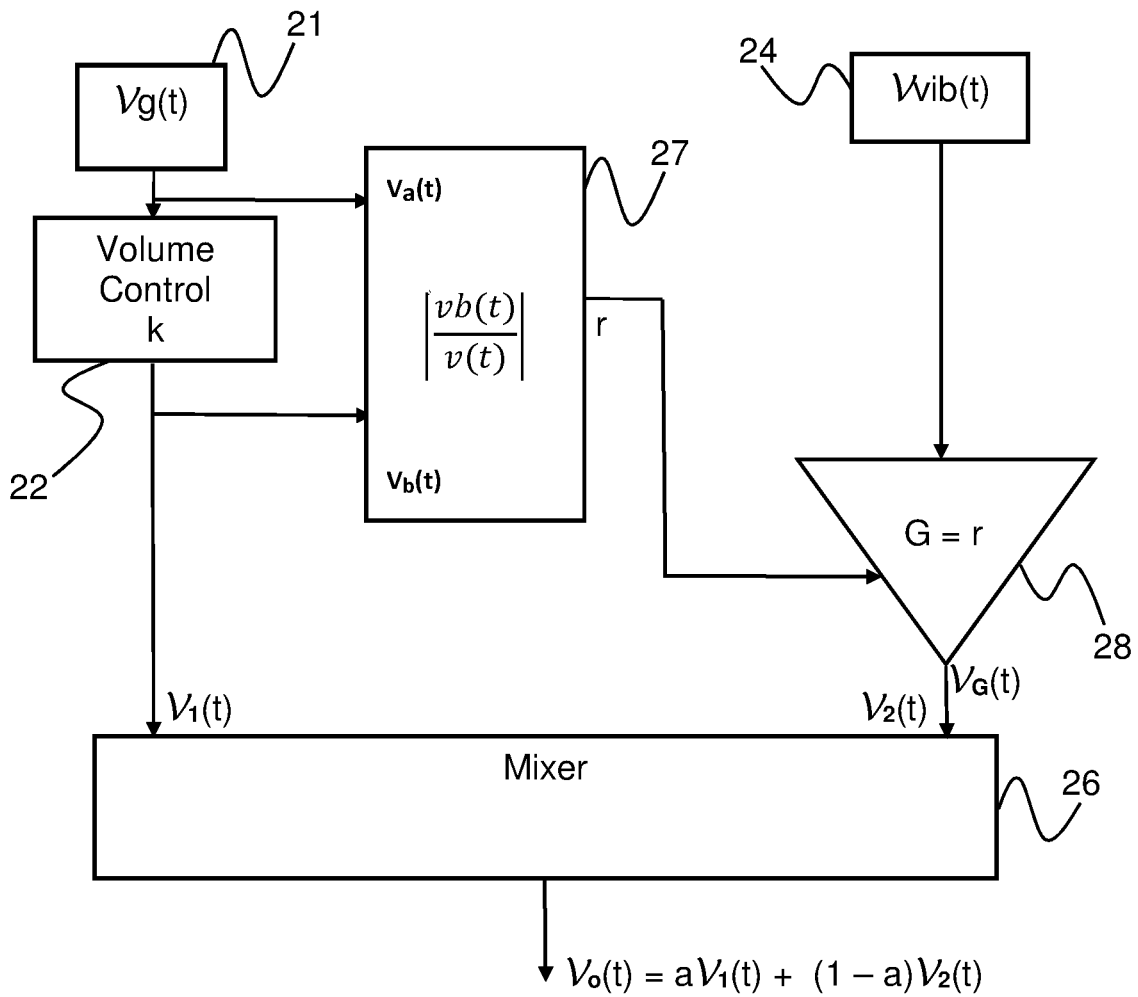 21
𝒱g(t)
24
𝒱vib(t)
27
Va(t)
Volume
Control
k
|vb(t)/v(t)|
r
22
Vb(t)
G = r
28
𝒱G(t)
𝒱1(t)
𝒱2(t)
Mixer
26
𝒱o(t) = a𝒱1(t) + (1 – a)𝒱2(t)